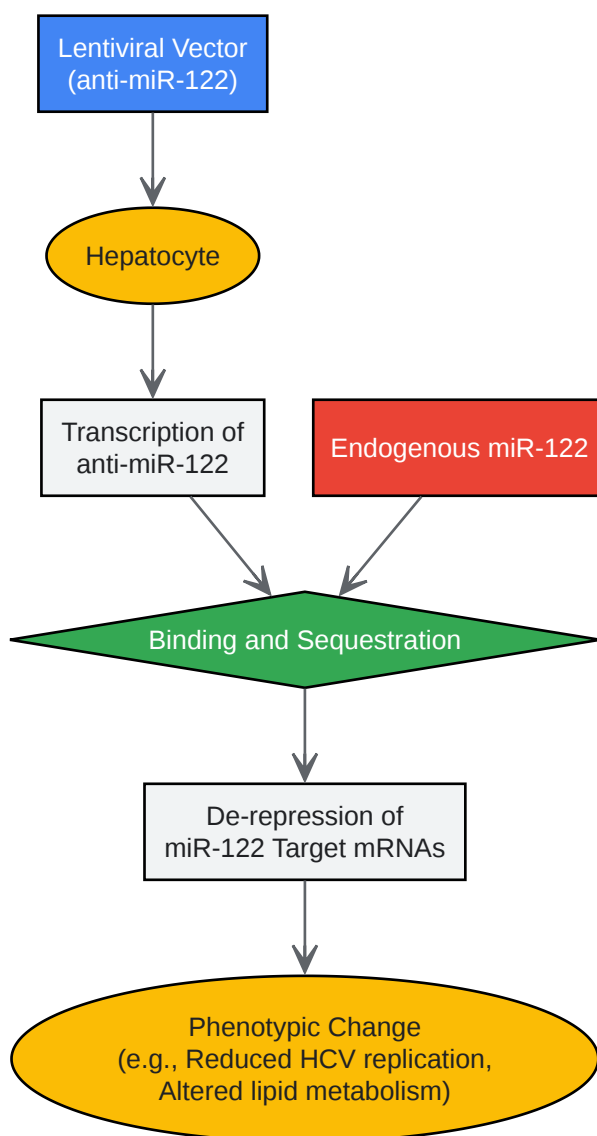 Lentiviral Vector
(anti-miR-122)
Hepatocyte
Transcription of
anti-miR-122
Endogenous miR-122
Binding and Sequestration
De-repression of
miR-122 Target mRNAs
Phenotypic Change
(e.g., Reduced HCV replication,
Altered lipid metabolism)